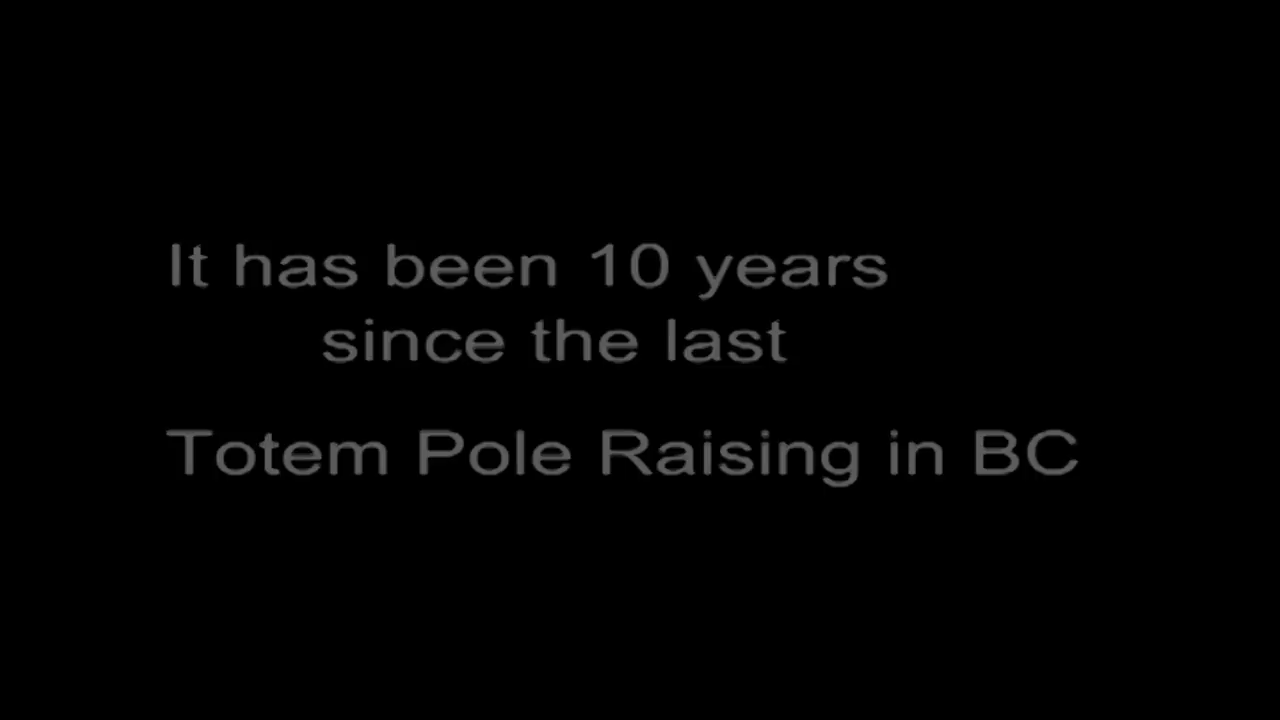 It has been 10 years
since the last
Totem Pole Raising in BC